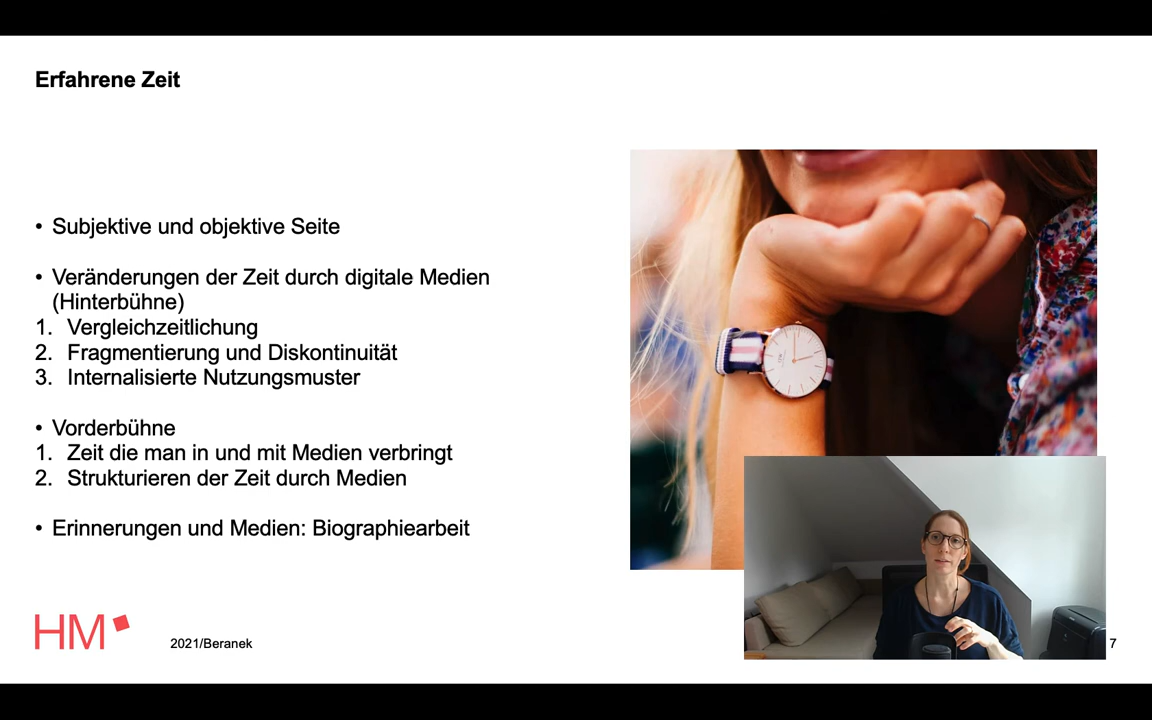 Erfahrene Zeit
• Subjektive und objektive Seite
• Veränderungen der Zeit durch digitale Medien
(Hinterbühne)
1. Vergleichzeitlichung
2. Fragmentierung und Diskontinuität
3. Internalisierte Nutzungsmuster
• Vorderbühne
1. Zeit die man in und mit Medien verbringt
2. Strukturieren der Zeit durch Medien
• Erinnerungen und Medien: Biographiearbeit
HM
2021/Beranek
7